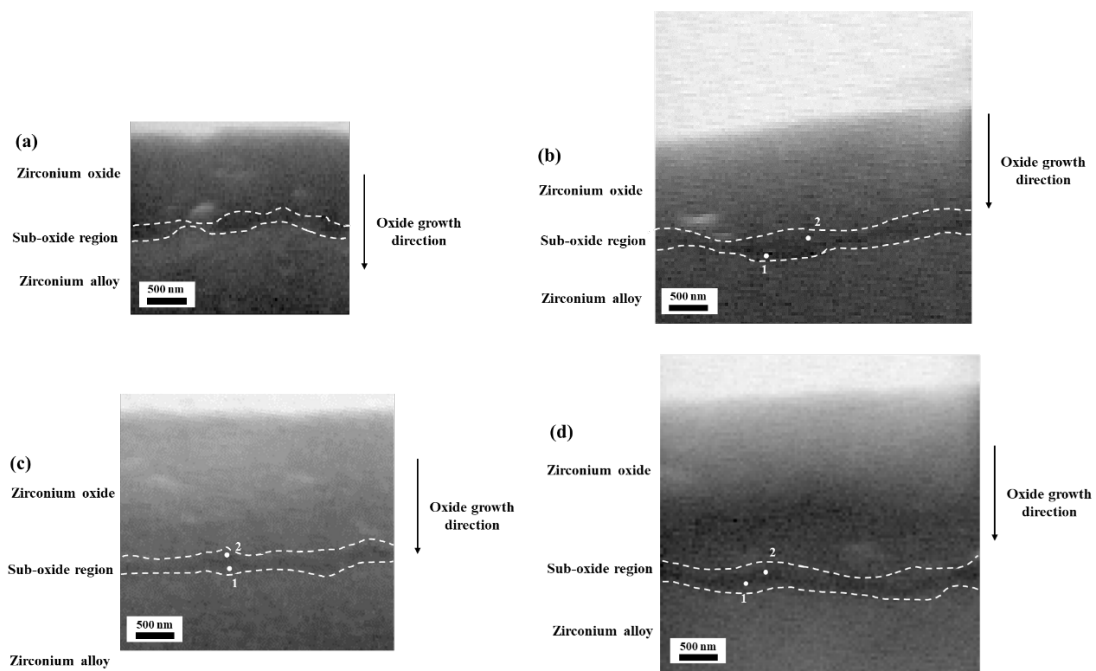 (a)
Zirconium oxide
Sub-oxide region
Zirconium alloy
500 nm
Oxide growth
direction
(b)
Zirconium oxide
Sub-oxide region
Zirconium alloy
2
1
500 nm
Oxide growth
direction
(c)
Zirconium oxide
Sub-oxide region
Zirconium alloy
2
1
500 nm
Oxide growth
direction
(d)
Zirconium oxide
Sub-oxide region
Zirconium alloy
2
1
500 nm
Oxide growth
direction